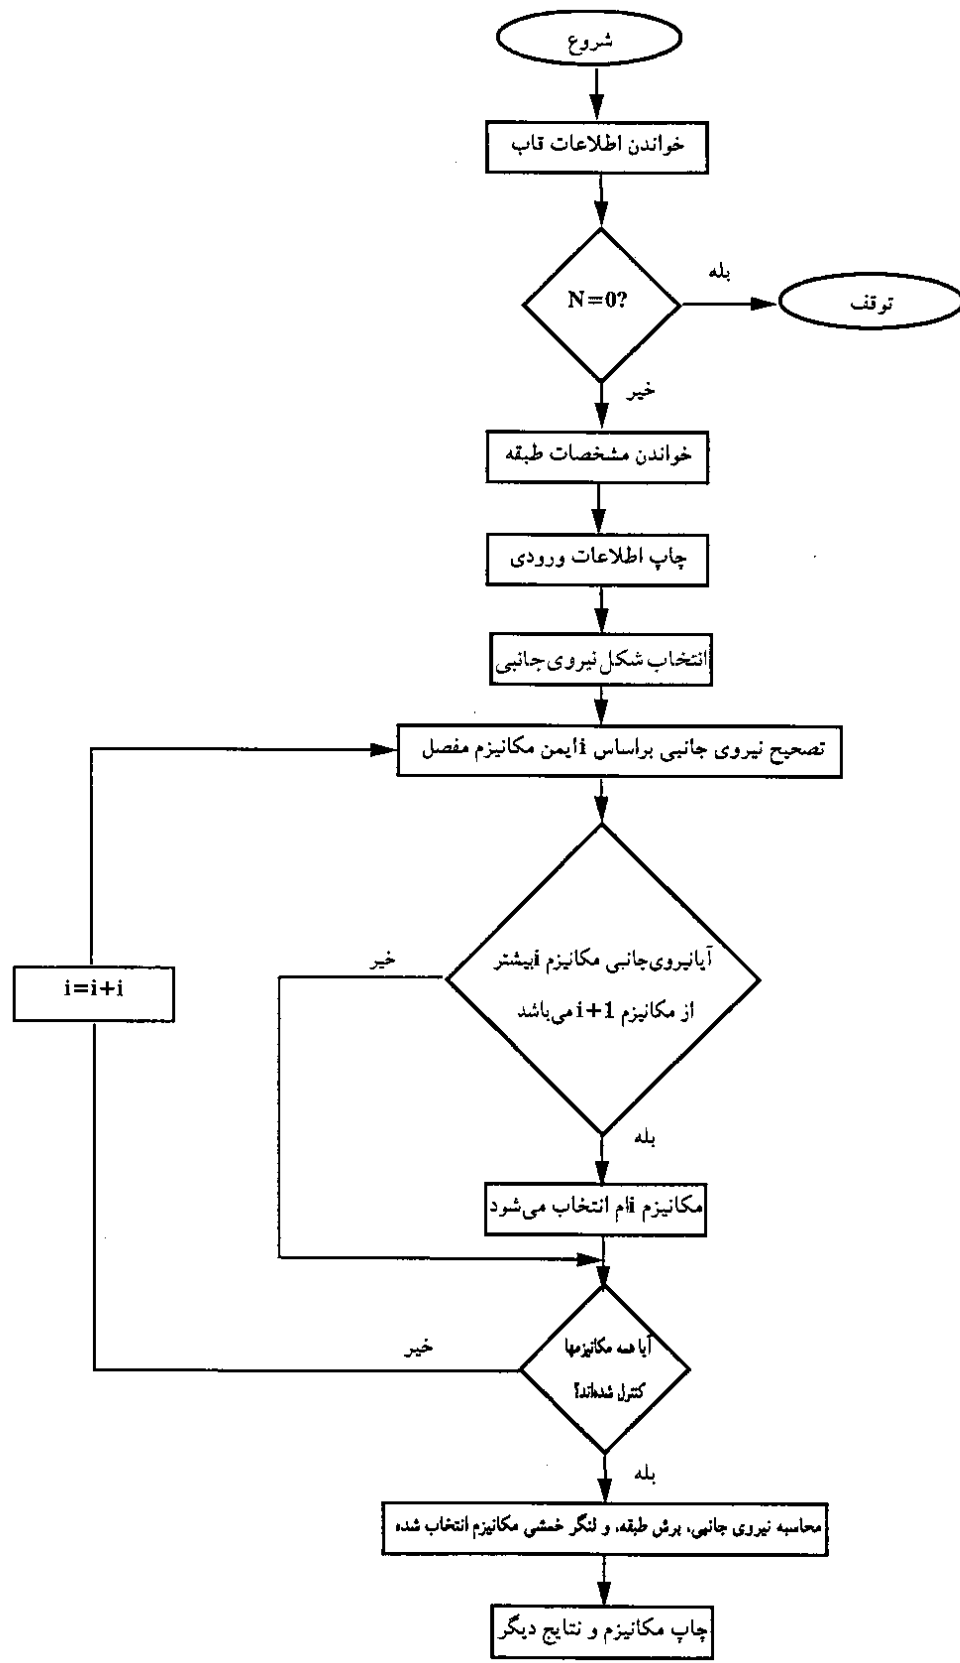 شروع
خواندن اطلاعات قاب
N=0?
بله
توقف
خیر
خواندن مشخصات طبقه
چاپ اطلاعات ورودی
انتخاب شکل نیروی جانبی
تصحیح نیروی جانبی براساس iایمن مکانیزم مفصل
آیانیروی‌جانبی مکانیزم iبیشتر
از مکانیزم i+1 می‌باشد
خیر
i=i+i
بله
مکانیزم iام انتخاب می‌شود
آیا همه مکانیزمها
کنترل شده‌اند؟
خیر
بله
محاسبه نیروی جانبی، برش طبقه، و لنگر خمشی مکانیزم انتخاب شده
چاپ مکانیزم و نتایج دیگر